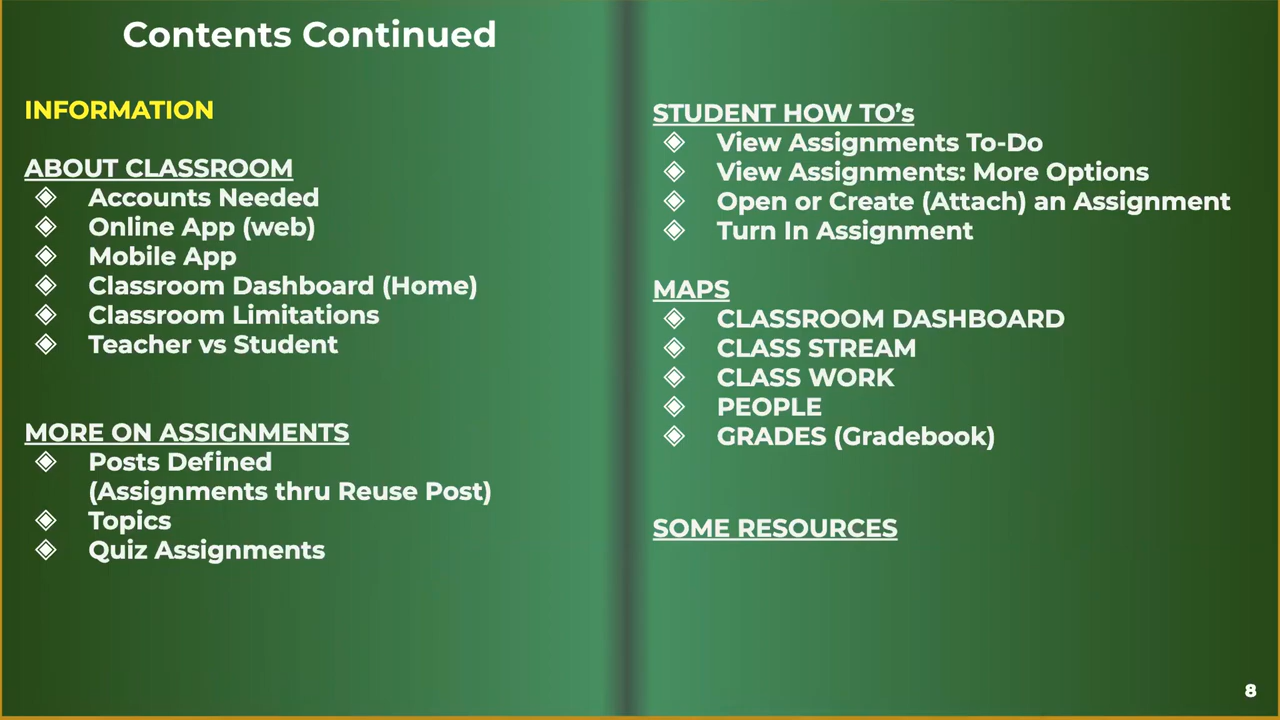 Contents Continued
INFORMATION
ABOUT CLASSROOM
◈ Accounts Needed
◈ Online App (web)
◈ Mobile App
◈ Classroom Dashboard (Home)
◈ Classroom Limitations
◈ Teacher vs Student
MORE ON ASSIGNMENTS
◈ Posts Defined
(Assignments thru Reuse Post)
◈ Topics
◈ Quiz Assignments
STUDENT HOW TO’s
◈ View Assignments To-Do
◈ View Assignments: More Options
◈ Open or Create (Attach) an Assignment
◈ Turn In Assignment
MAPS
◈ CLASSROOM DASHBOARD
◈ CLASS STREAM
◈ CLASS WORK
◈ PEOPLE
◈ GRADES (Gradebook)
SOME RESOURCES
8